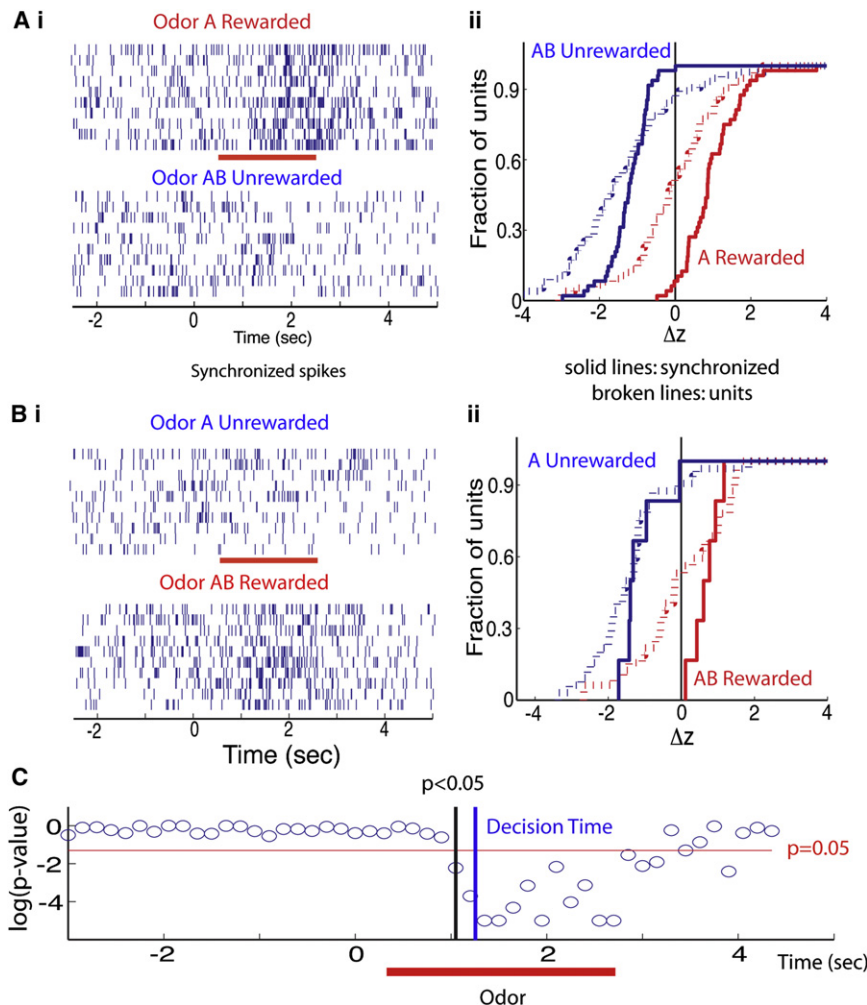 A i
Odor A Rewarded
Odor AB Unrewarded
-2 0 2 4
Time (sec)
Synchronized spikes
ii
AB Unrewarded
0.9
0.6
0.3
0
Fraction of units
A Rewarded
-4 -2 0 2 4
Δz
solid lines: synchronized
broken lines: units
B i
Odor A Unrewarded
Odor AB Rewarded
-2 0 2 4
Time (sec)
ii
A Unrewarded
0.9
0.6
0.3
0
Fraction of units
AB Rewarded
-4 -2 0 2 4
Δz
C
p<0.05
Decision Time
0
-2
-4
log(p-value)
p=0.05
-2 0 2 4 Time (sec)
Odor